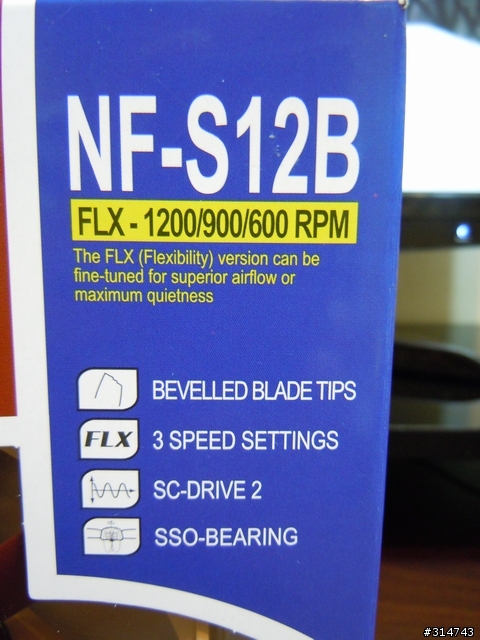 NF-S12B
FLX - 1200/900/600 RPM
The FLX (Flexibility) version can be
fine-tuned for superior airflow or
maximum quietness
BEVELLED BLADE TIPS
FLX 3 SPEED SETTINGS
SC-DRIVE 2
SSO-BEARING
#314743